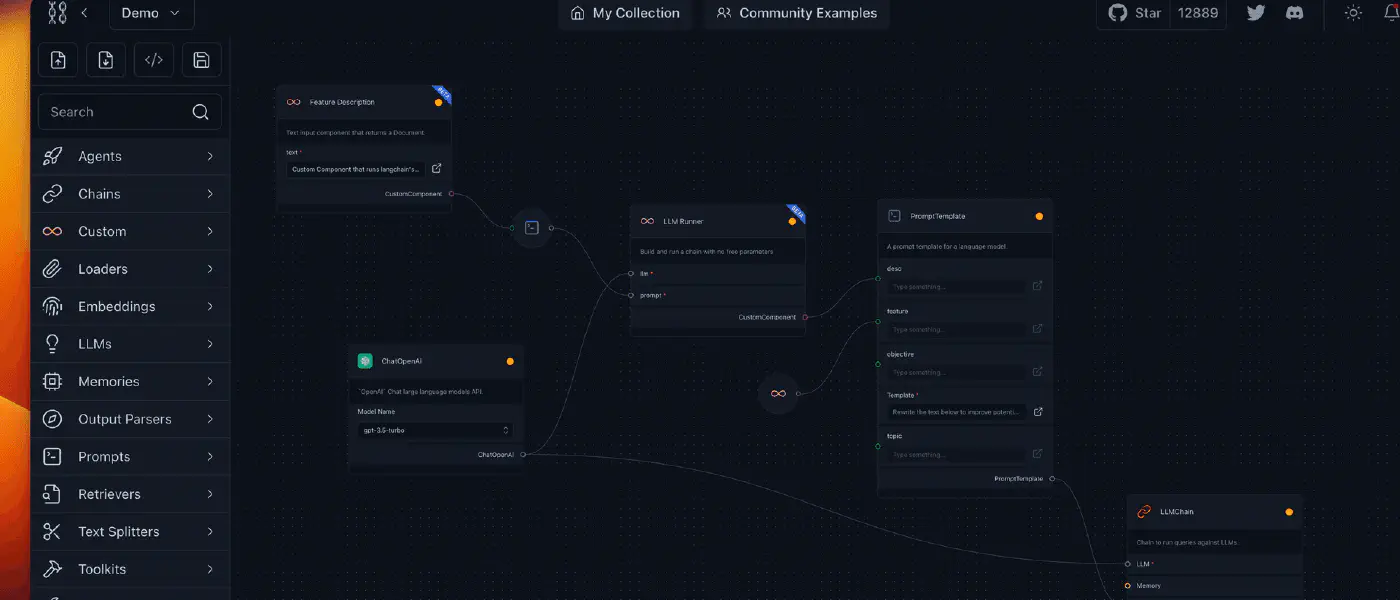 Demo
My Collection
Community Examples
Star
12889
Search
Agents
Chains
Custom
Loaders
Embeddings
LLMs
Memories
Output Parsers
Prompts
Retrievers
Text Splitters
Toolkits
Feature Description
BETA
Text input component that returns a Document.
text *
Custom Component that runs langchain's...
CustomComponent
LLM Runner
BETA
Build and run a chain with no free parameters
llm *
prompt *
CustomComponent
ChatOpenAI
`OpenAI` Chat large language models API.
Model Name
gpt-3.5-turbo
ChatOpenAI
PromptTemplate
A prompt template for a language model.
desc
Type something...
feature
Type something...
objective
Type something...
Template *
Rewrite the text below to improve potenti...
topic
Type something...
PromptTemplate
LLMChain
Chain to run queries against LLMs.
LLM *
Memory